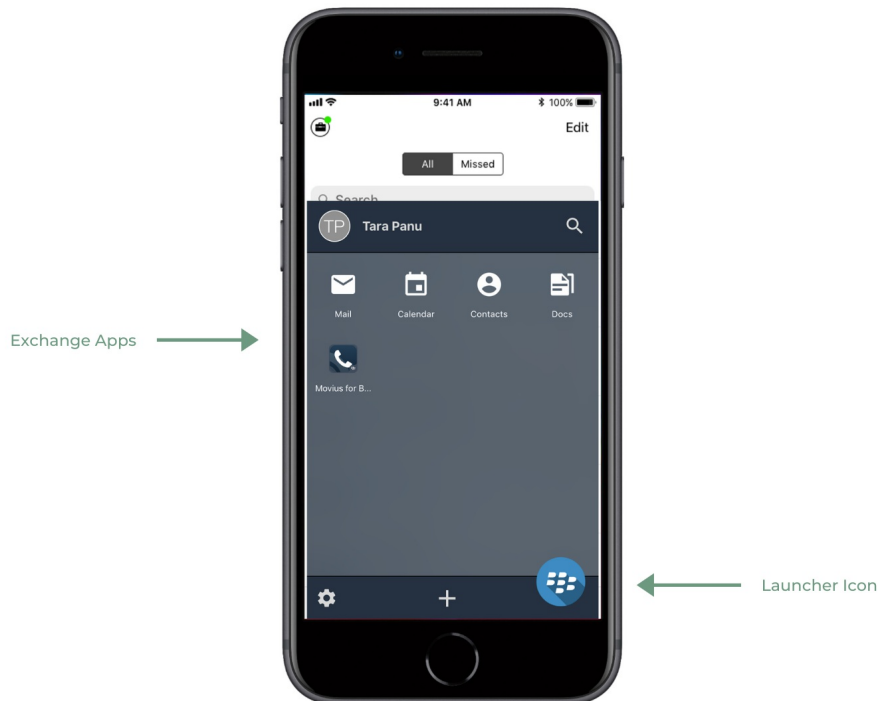 9:41 AM
100%
Edit
All Missed
Search
TP Tara Panu
Mail Calendar Contacts Docs
Exchange Apps
Movius for B...
Launcher Icon